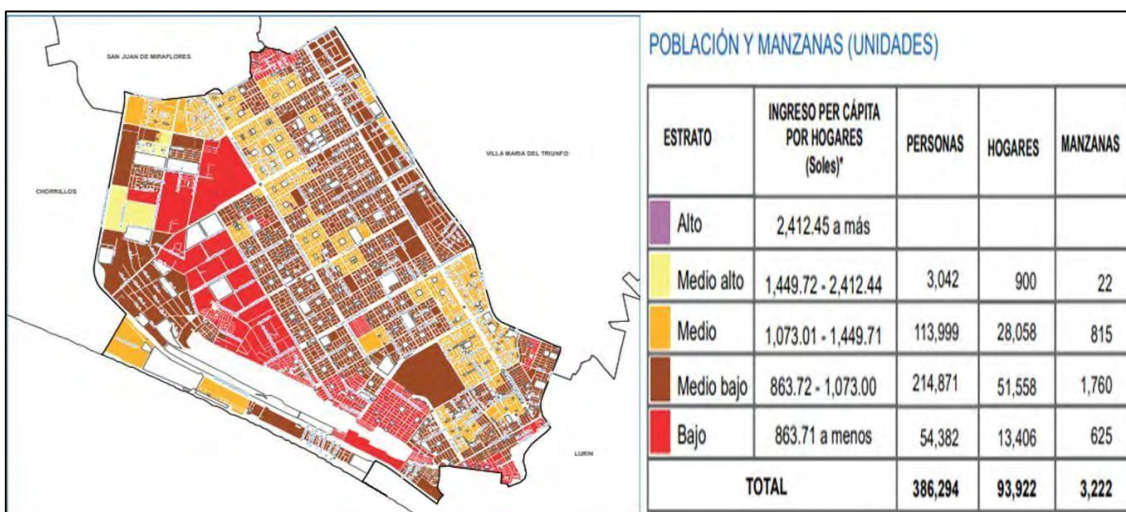 SAN JUAN DE MIRAFLORES
VILLA MARIA DEL TRIUNFO
CHORRILLOS
LURIN
POBLACIÓN Y MANZANAS (UNIDADES)
ESTRATO INGRESO PER CÁPITA POR HOGARES (Soles)* PERSONAS HOGARES MANZANAS
Alto 2,412.45 a más
Medio alto 1,449.72 - 2,412.44 3,042 900 22
Medio 1,073.01 - 1,449.71 113,999 28,058 815
Medio bajo 863.72 - 1,073.00 214,871 51,558 1,760
Bajo 863.71 a menos 54,382 13,406 625
TOTAL 386,294 93,922 3,222